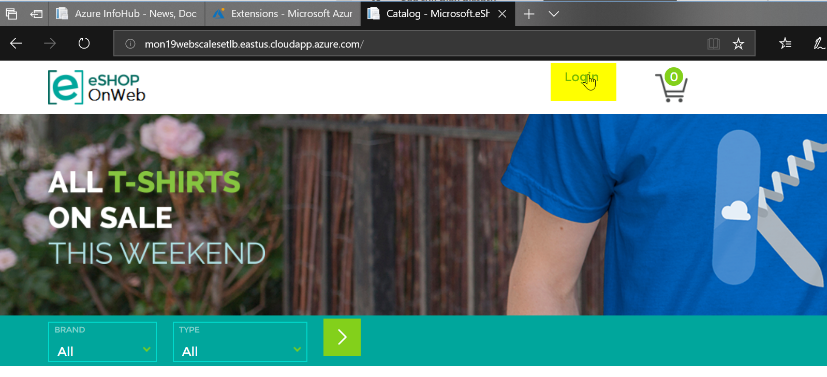 Azure InfoHub - News, Doc
Extensions - Microsoft Azur
Catalog - Microsoft.eSh
mon19webscalesetlb.eastus.cloudapp.azure.com/
eSHOP
OnWeb
Login
0
ALL T-SHIRTS
ON SALE
THIS WEEKEND
BRAND
All
TYPE
All